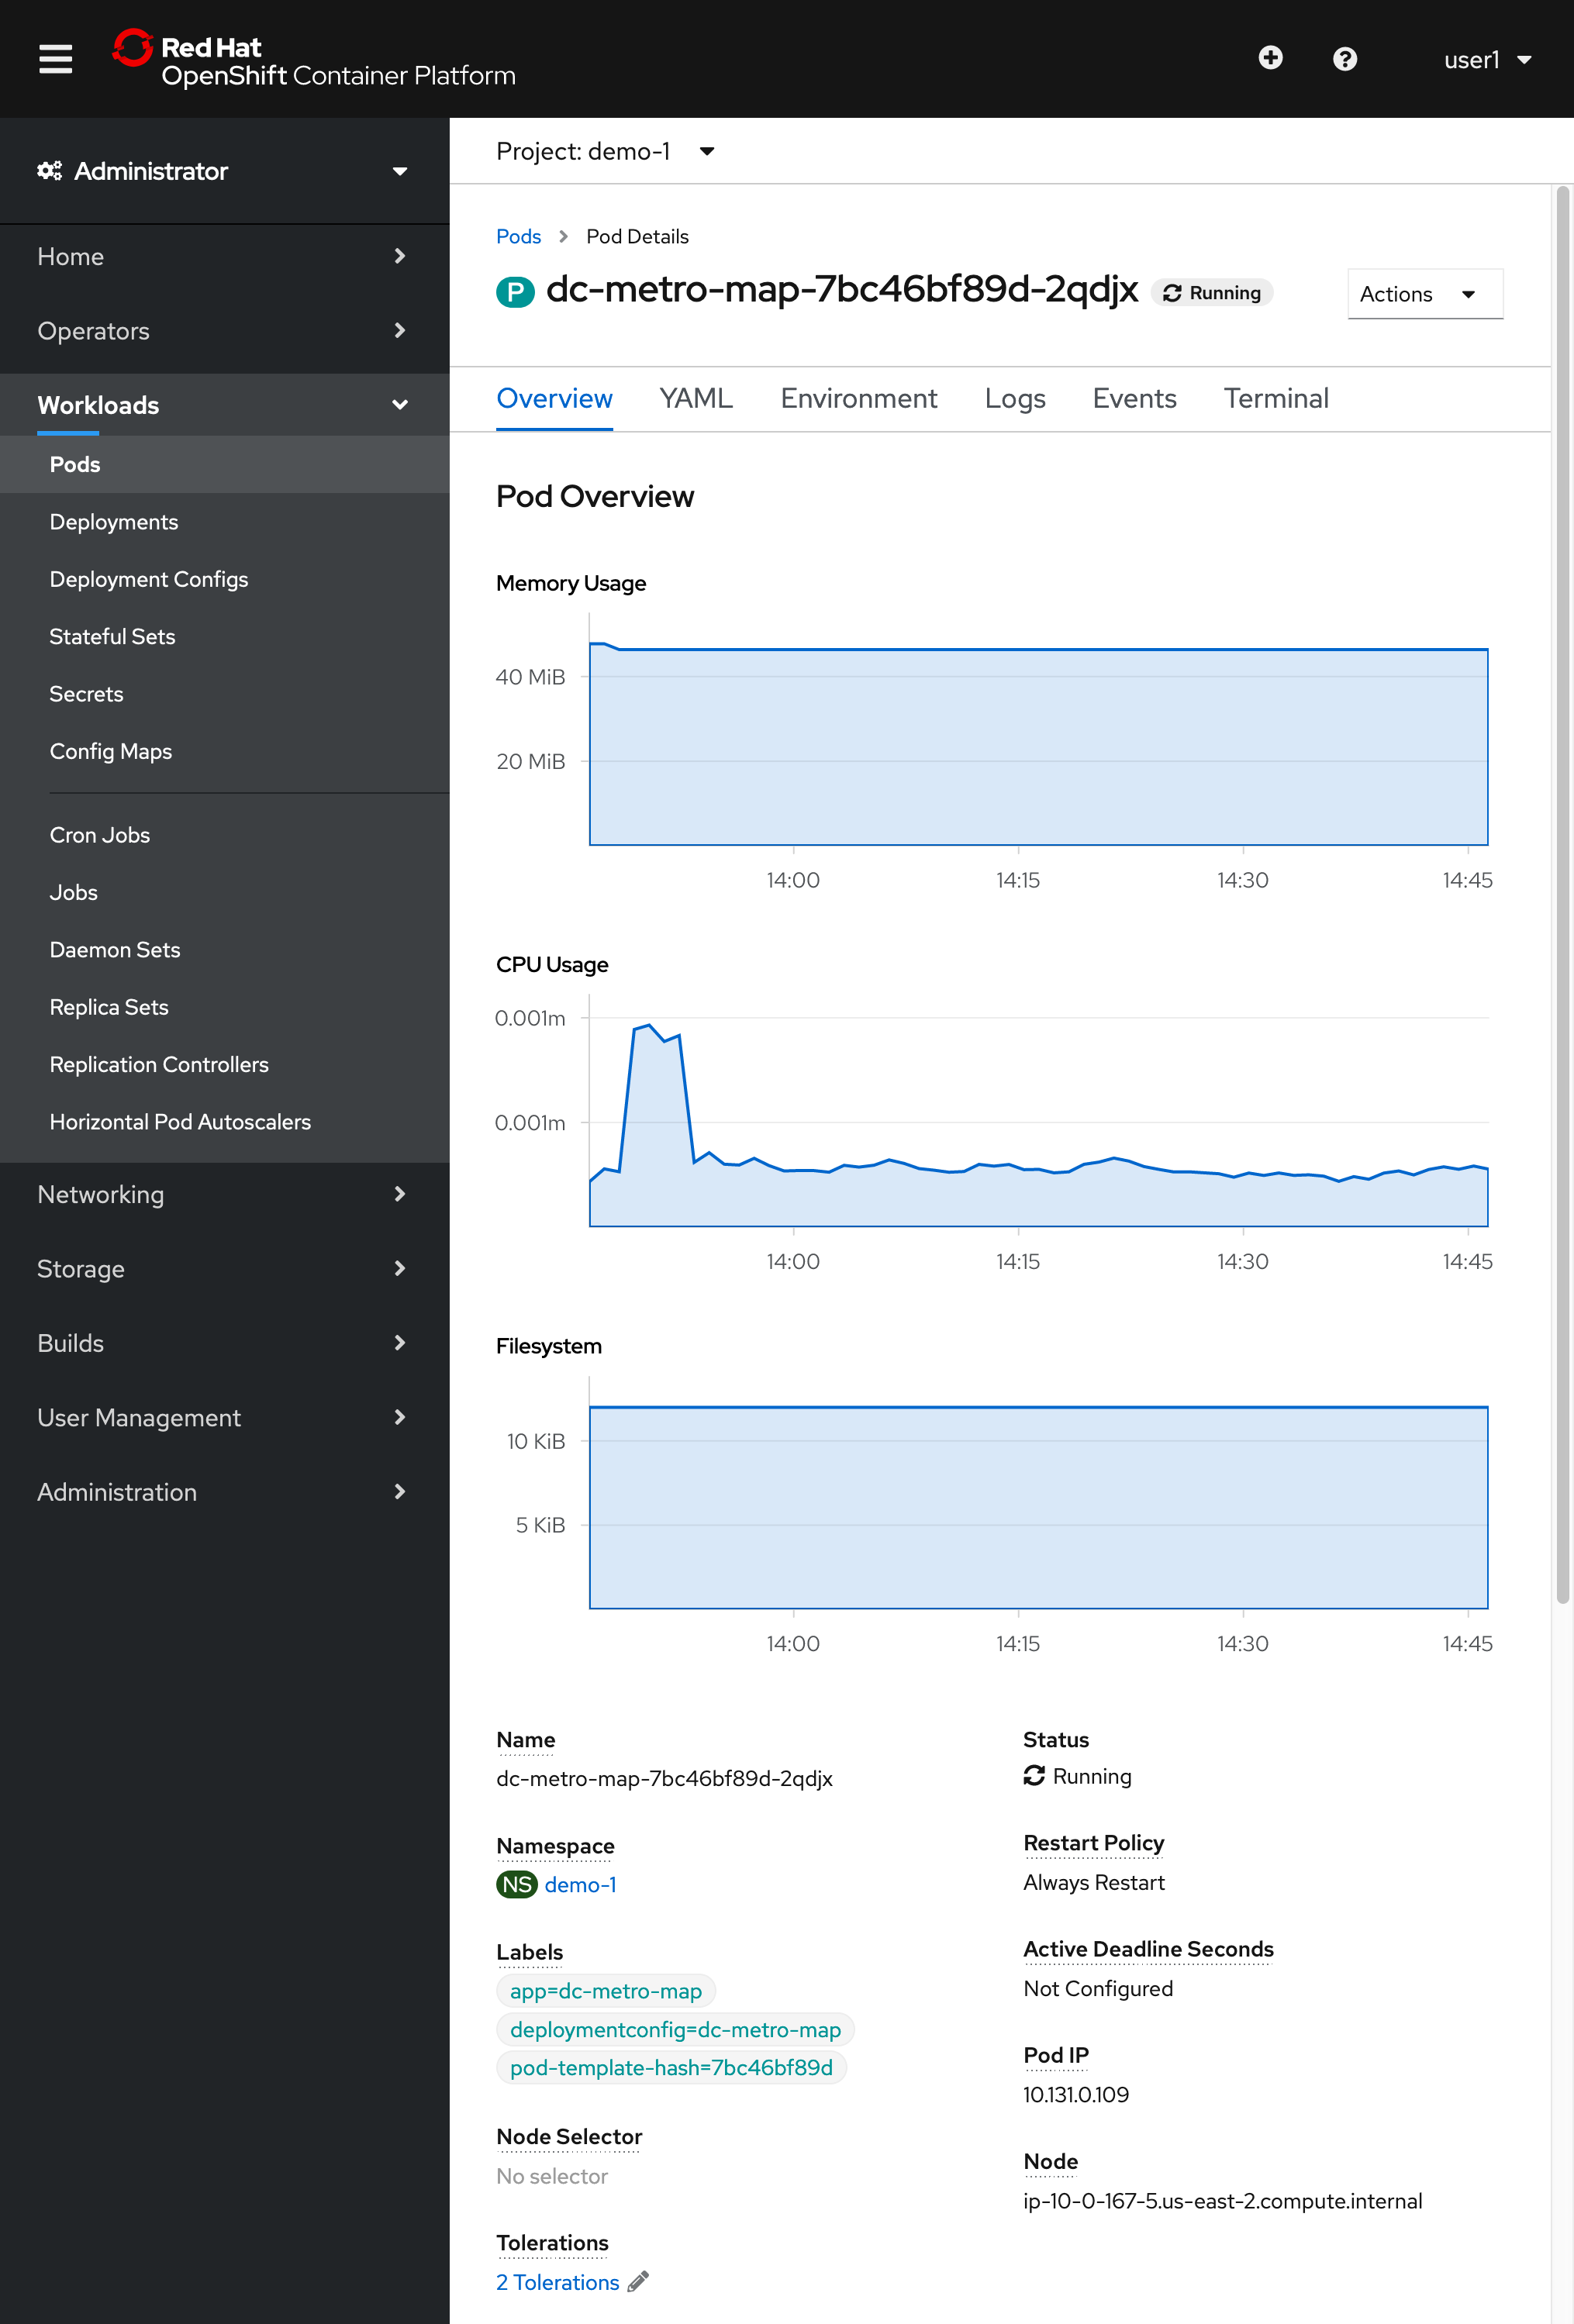 Red Hat
OpenShift Container Platform
user1
Administrator
Home
Operators
Workloads
Pods
Deployments
Deployment Configs
Stateful Sets
Secrets
Config Maps
Cron Jobs
Jobs
Daemon Sets
Replica Sets
Replication Controllers
Horizontal Pod Autoscalers
Networking
Storage
Builds
User Management
Administration
Project: demo-1
Pods Pod Details
P dc-metro-map-7bc46bf89d-2qdjx Running
Actions
Overview YAML Environment Logs Events Terminal
Pod Overview
Memory Usage
40 MiB
20 MiB
14:00 14:15 14:30 14:45
CPU Usage
0.001m
0.001m
14:00 14:15 14:30 14:45
Filesystem
10 KiB
5 KiB
14:00 14:15 14:30 14:45
Name
dc-metro-map-7bc46bf89d-2qdjx
Namespace
NS demo-1
Labels
app=dc-metro-map
deploymentconfig=dc-metro-map
pod-template-hash=7bc46bf89d
Node Selector
No selector
Tolerations
2 Tolerations
Status
Running
Restart Policy
Always Restart
Active Deadline Seconds
Not Configured
Pod IP
10.131.0.109
Node
ip-10-0-167-5.us-east-2.compute.internal